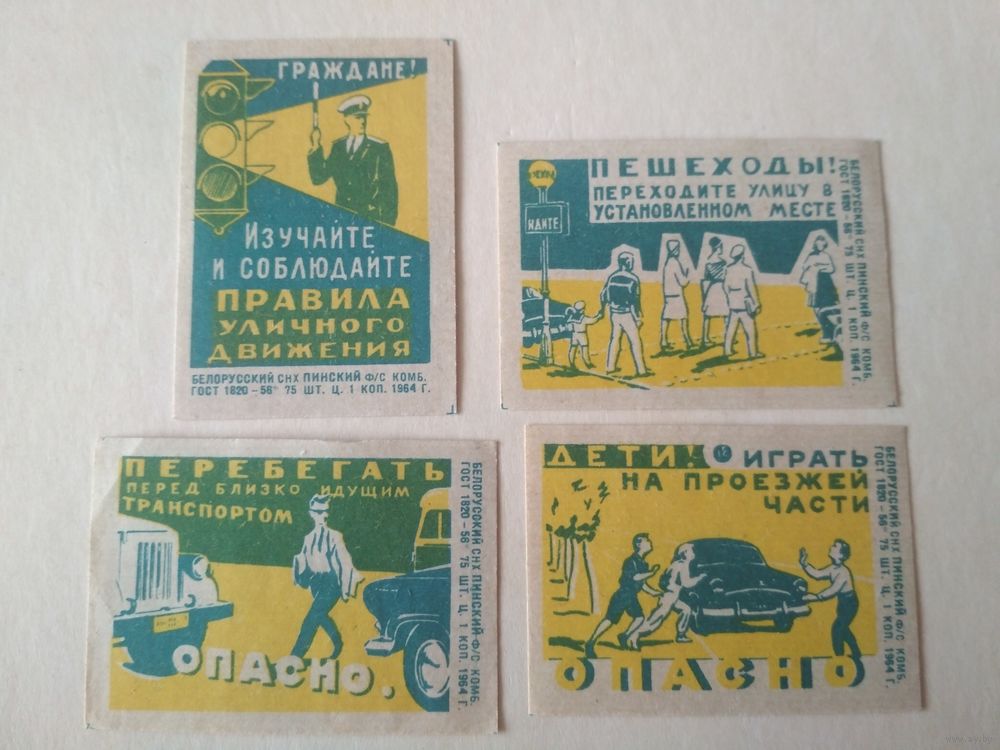 ГРАЖДАНЕ!
ИЗУЧАЙТЕ
И СОБЛЮДАЙТЕ
ПРАВИЛА
УЛИЧНОГО
ДВИЖЕНИЯ
БЕЛОРУССКИЙ СНХ ПИНСКИЙ Ф/С КОМБ.
ГОСТ 1820-56 75 ШТ. Ц. 1 КОП. 1964 Г.
ПЕШЕХОДЫ!
ПЕРЕХОДИТЕ УЛИЦУ В
УСТАНОВЛЕННОМ МЕСТЕ
ИДИТЕ
БЕЛОРУССКИЙ СНХ ПИНСКИЙ Ф/С КОМБ.
ГОСТ 1820-56 75 ШТ. Ц. 1 КОП. 1964 Г.
ПЕРЕБЕГАТЬ
ПЕРЕД БЛИЗКО ИДУЩИМ
ТРАНСПОРТОМ
ОПАСНО.
БЕЛОРУССКИЙ СНХ ПИНСКИЙ Ф/С КОМБ.
ГОСТ 1820-56 75 ШТ. Ц. 1 КОП. 1964 Г.
ДЕТИ! ИГРАТЬ
НА ПРОЕЗЖЕЙ
ЧАСТИ
ОПАСНО
БЕЛОРУССКИЙ СНХ ПИНСКИЙ Ф/С КОМБ.
ГОСТ 1820-56 75 ШТ. Ц. 1 КОП. 1964 Г.